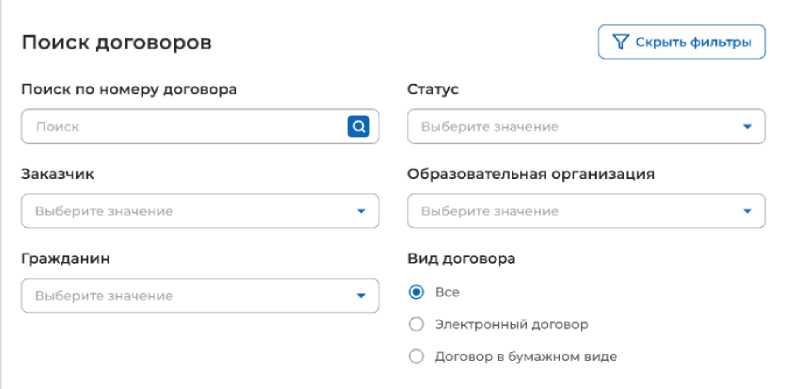 Поиск договоров
Скрыть фильтры
Поиск по номеру договора
Статус
Поиск
Выберите значение
Заказчик
Образовательная организация
Выберите значение
Выберите значение
Гражданин
Вид договора
Выберите значение
Все
Электронный договор
Договор в бумажном виде